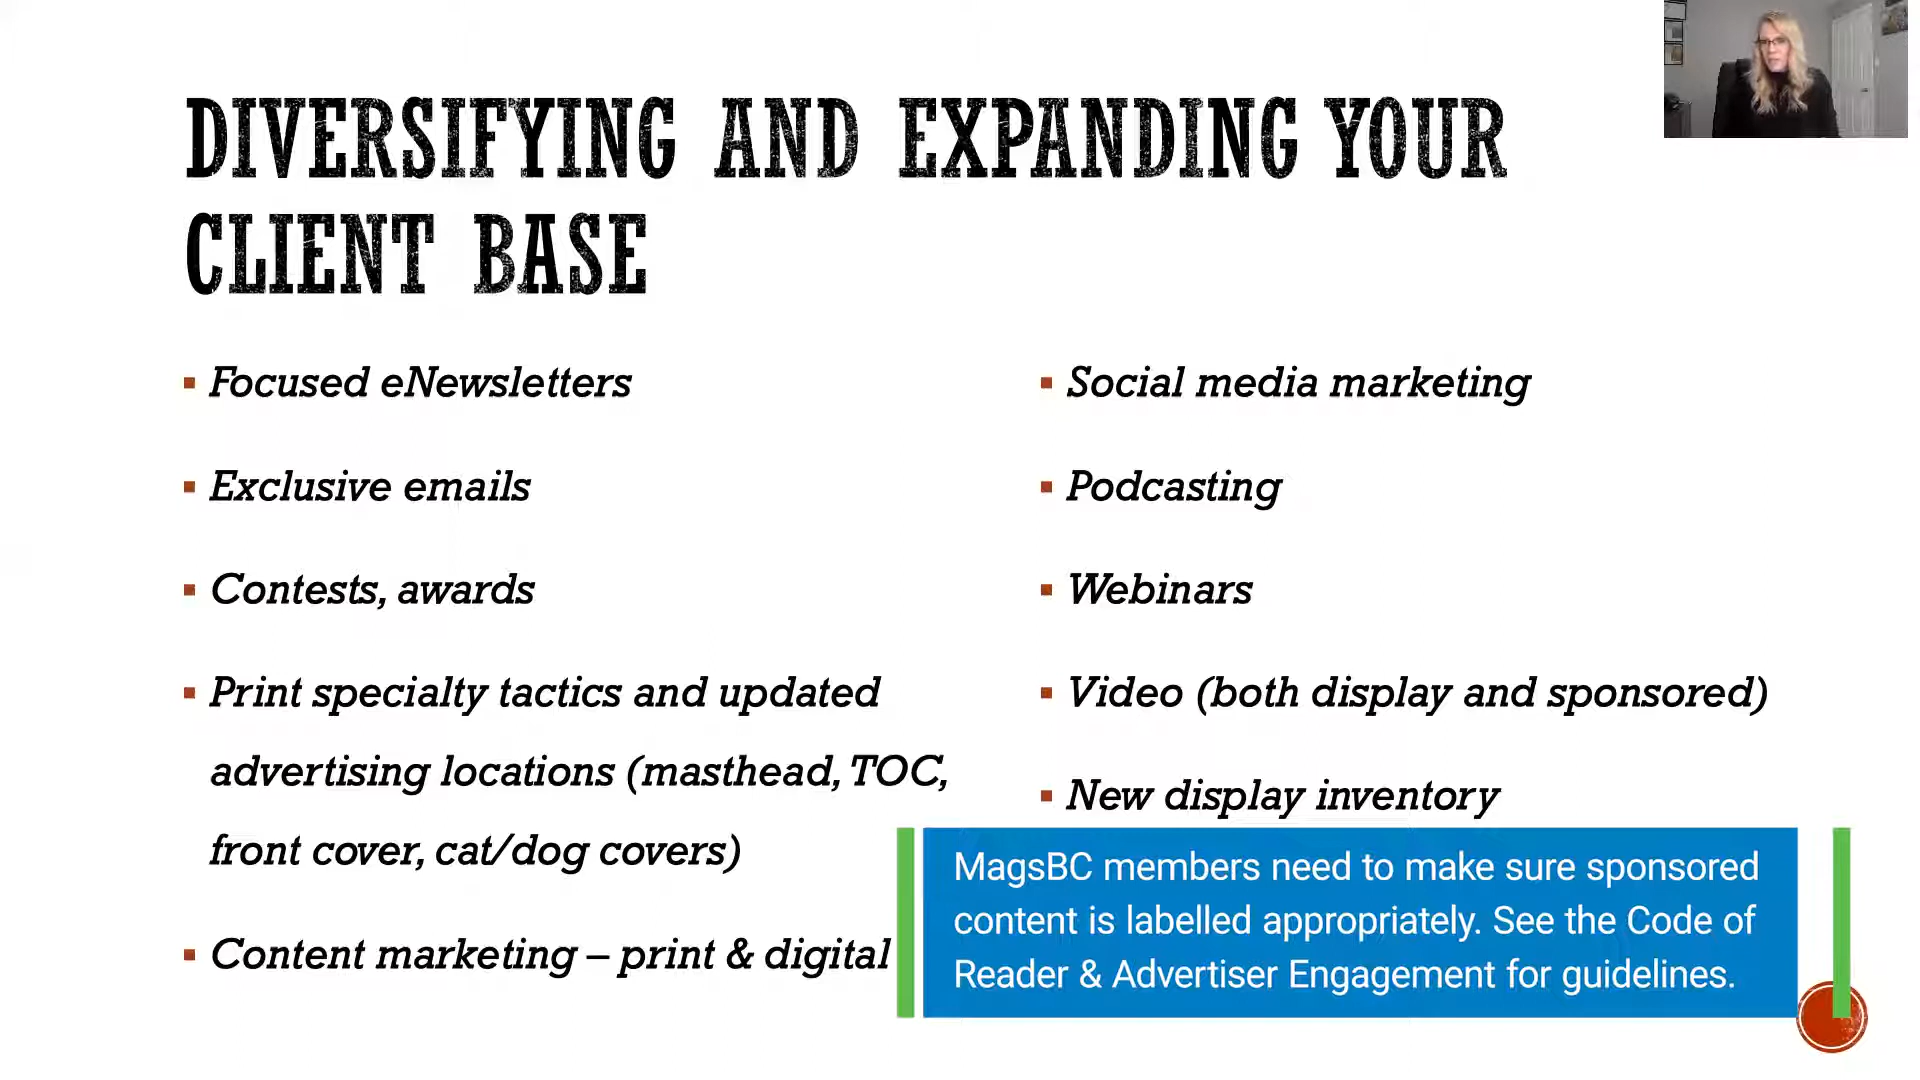 DIVERSIFYING AND EXPANDING YOUR
CLIENT BASE
▪ Focused eNewsletters
▪ Exclusive emails
▪ Contests, awards
▪ Print specialty tactics and updated
advertising locations (masthead, TOC,
front cover, cat/dog covers)
▪ Content marketing – print & digital
▪ Social media marketing
▪ Podcasting
▪ Webinars
▪ Video (both display and sponsored)
▪ New display inventory
MagsBC members need to make sure sponsored
content is labelled appropriately. See the Code of
Reader & Advertiser Engagement for guidelines.